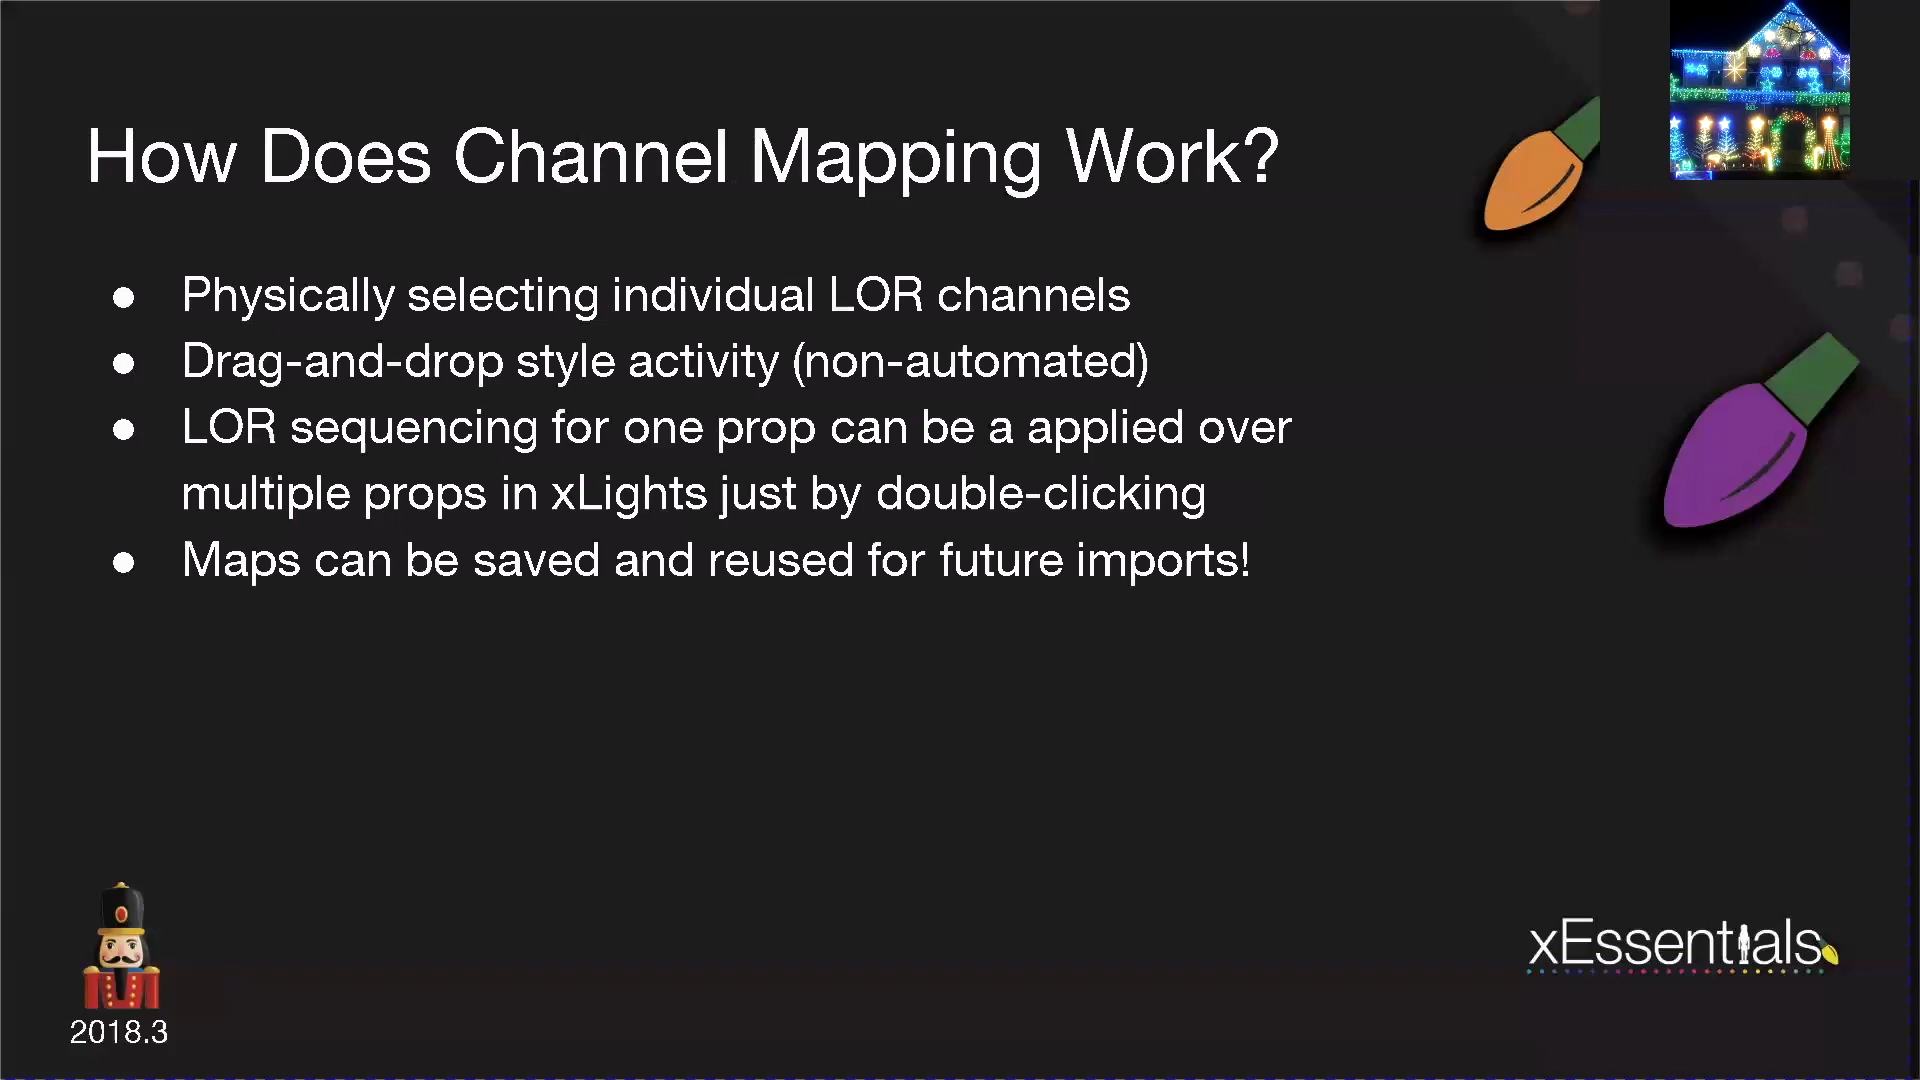 How Does Channel Mapping Work?
● Physically selecting individual LOR channels
● Drag-and-drop style activity (non-automated)
● LOR sequencing for one prop can be a applied over
multiple props in xLights just by double-clicking
● Maps can be saved and reused for future imports!
xEssentials
2018.3